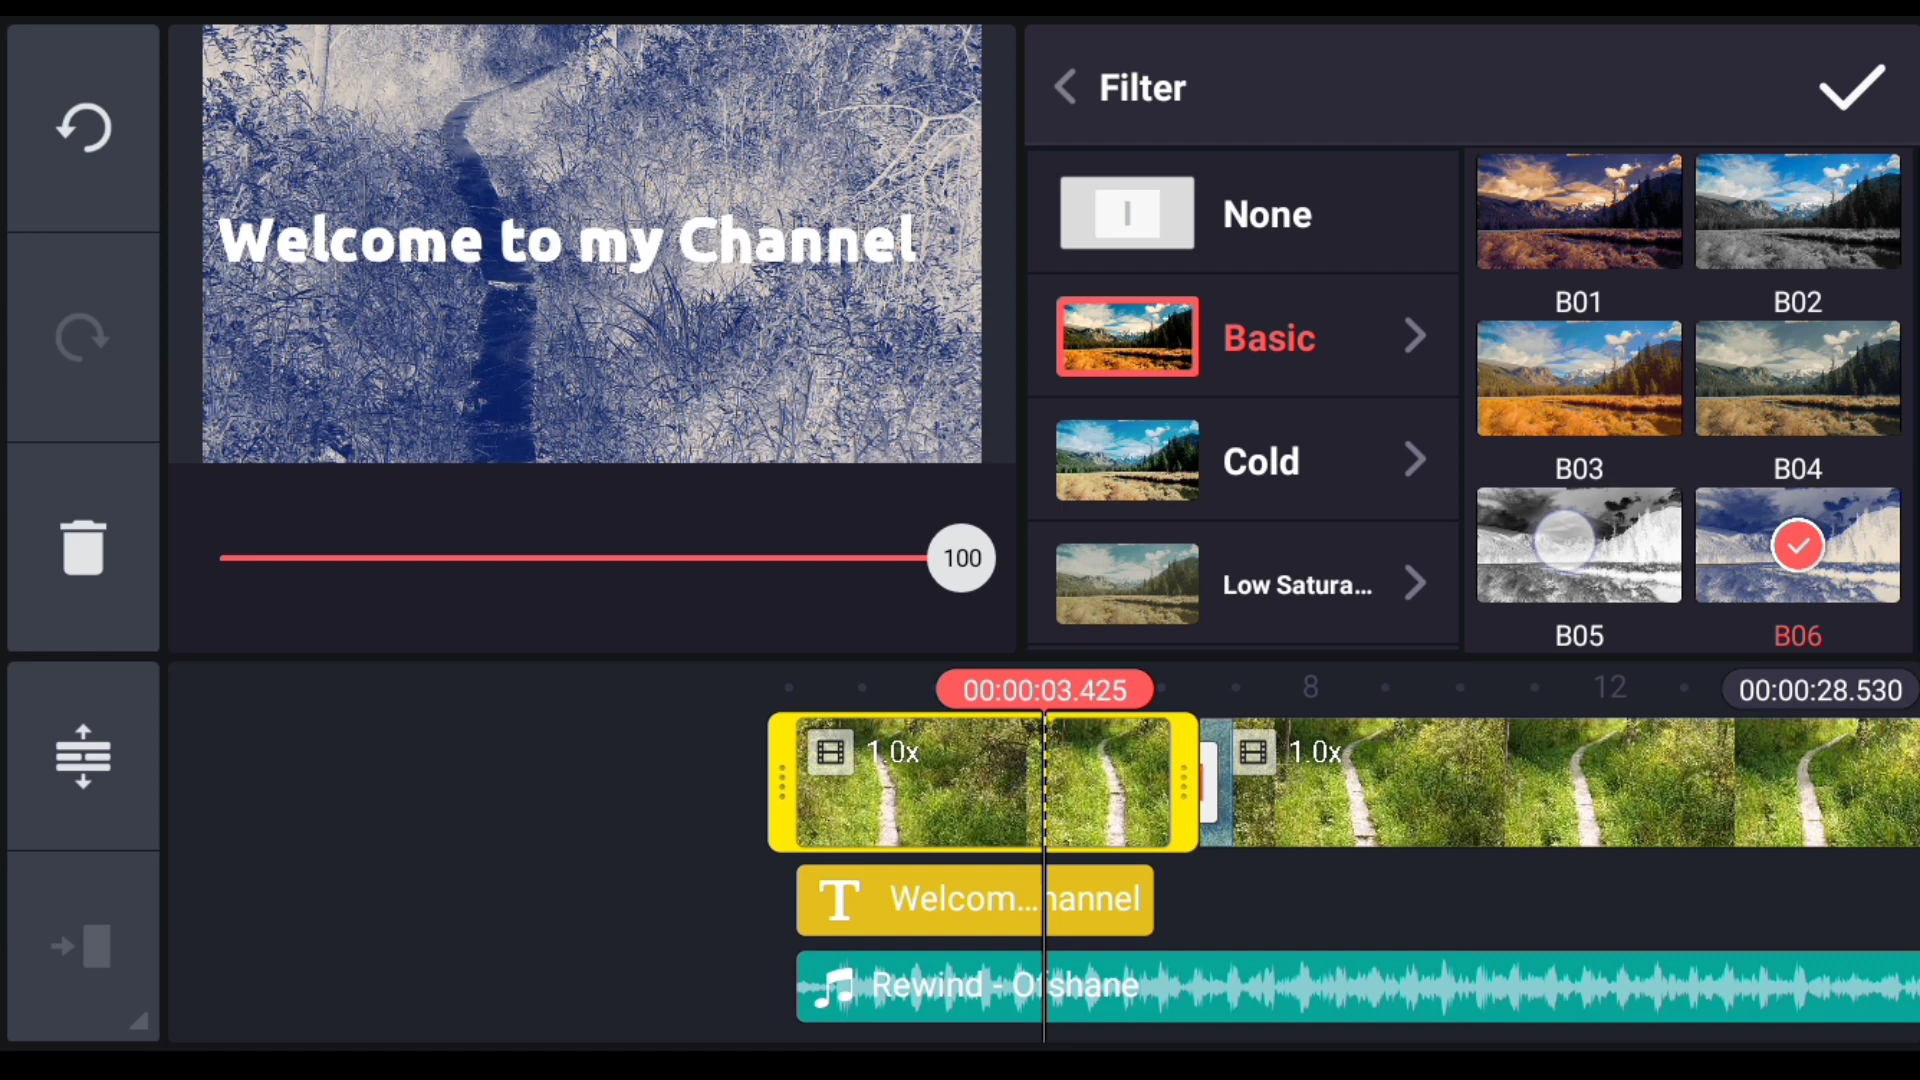 Filter
Welcome to my Channel
None
Basic
Cold
Low Satura...
B01
B02
B03
B04
B05
B06
100
00:00:03.425
8
12
00:00:28.530
1.0x
1.0x
Welcom...hannel
Rewind - Ofshane